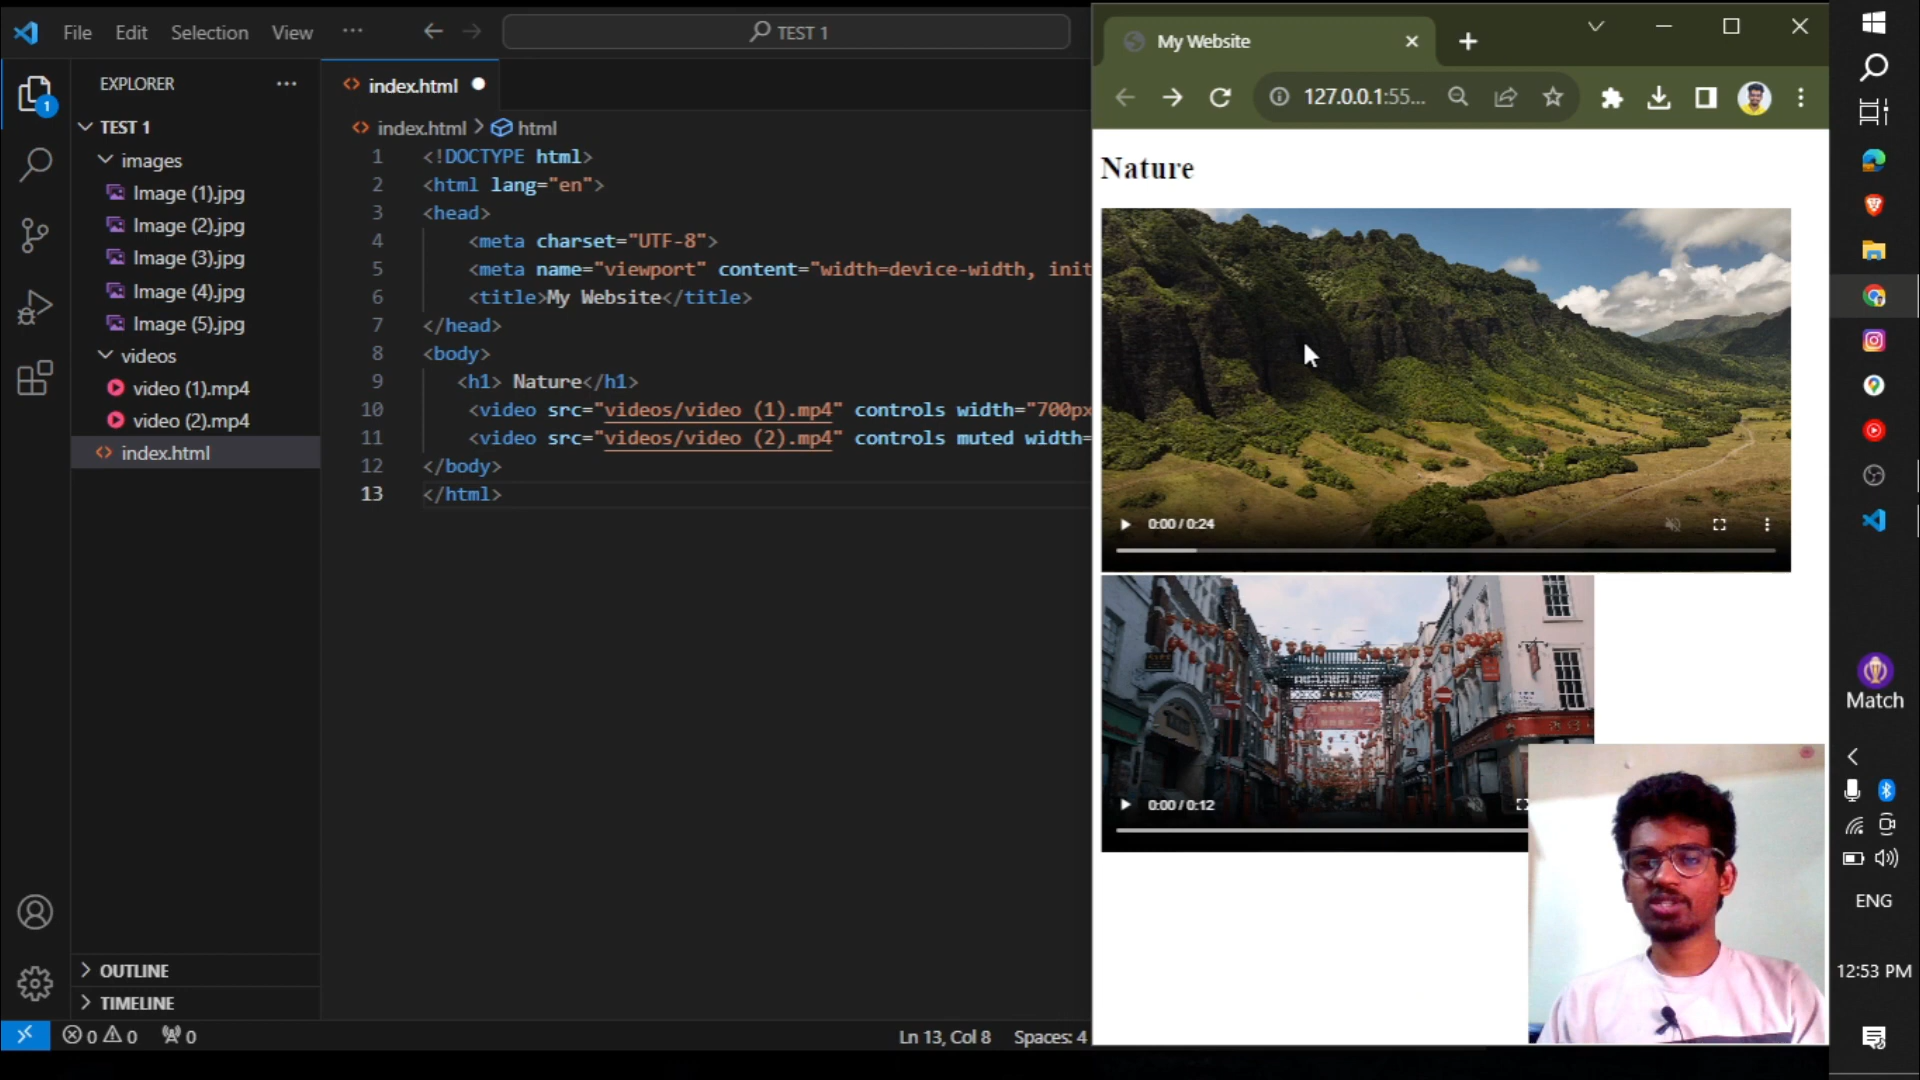 File Edit Selection View ...
TEST 1
EXPLORER
1
TEST 1
images
Image (1).jpg
Image (2).jpg
Image (3).jpg
Image (4).jpg
Image (5).jpg
videos
video (1).mp4
video (2).mp4
index.html
OUTLINE
TIMELINE
index.html
index.html > html
1 <!DOCTYPE html>
2 <html lang="en">
3 <head>
4 <meta charset="UTF-8">
5 <meta name="viewport" content="width=device-width, init
6 <title>My Website</title>
7 </head>
8 <body>
9 <h1> Nature</h1>
10 <video src="videos/video (1).mp4" controls width="700px
11 <video src="videos/video (2).mp4" controls muted width=
12 </body>
13 </html>
0 0 0
Ln 13, Col 8 Spaces: 4
My Website
127.0.0.1:55...
Nature
0:00 / 0:24
0:00 / 0:12
Match
ENG
12:53 PM